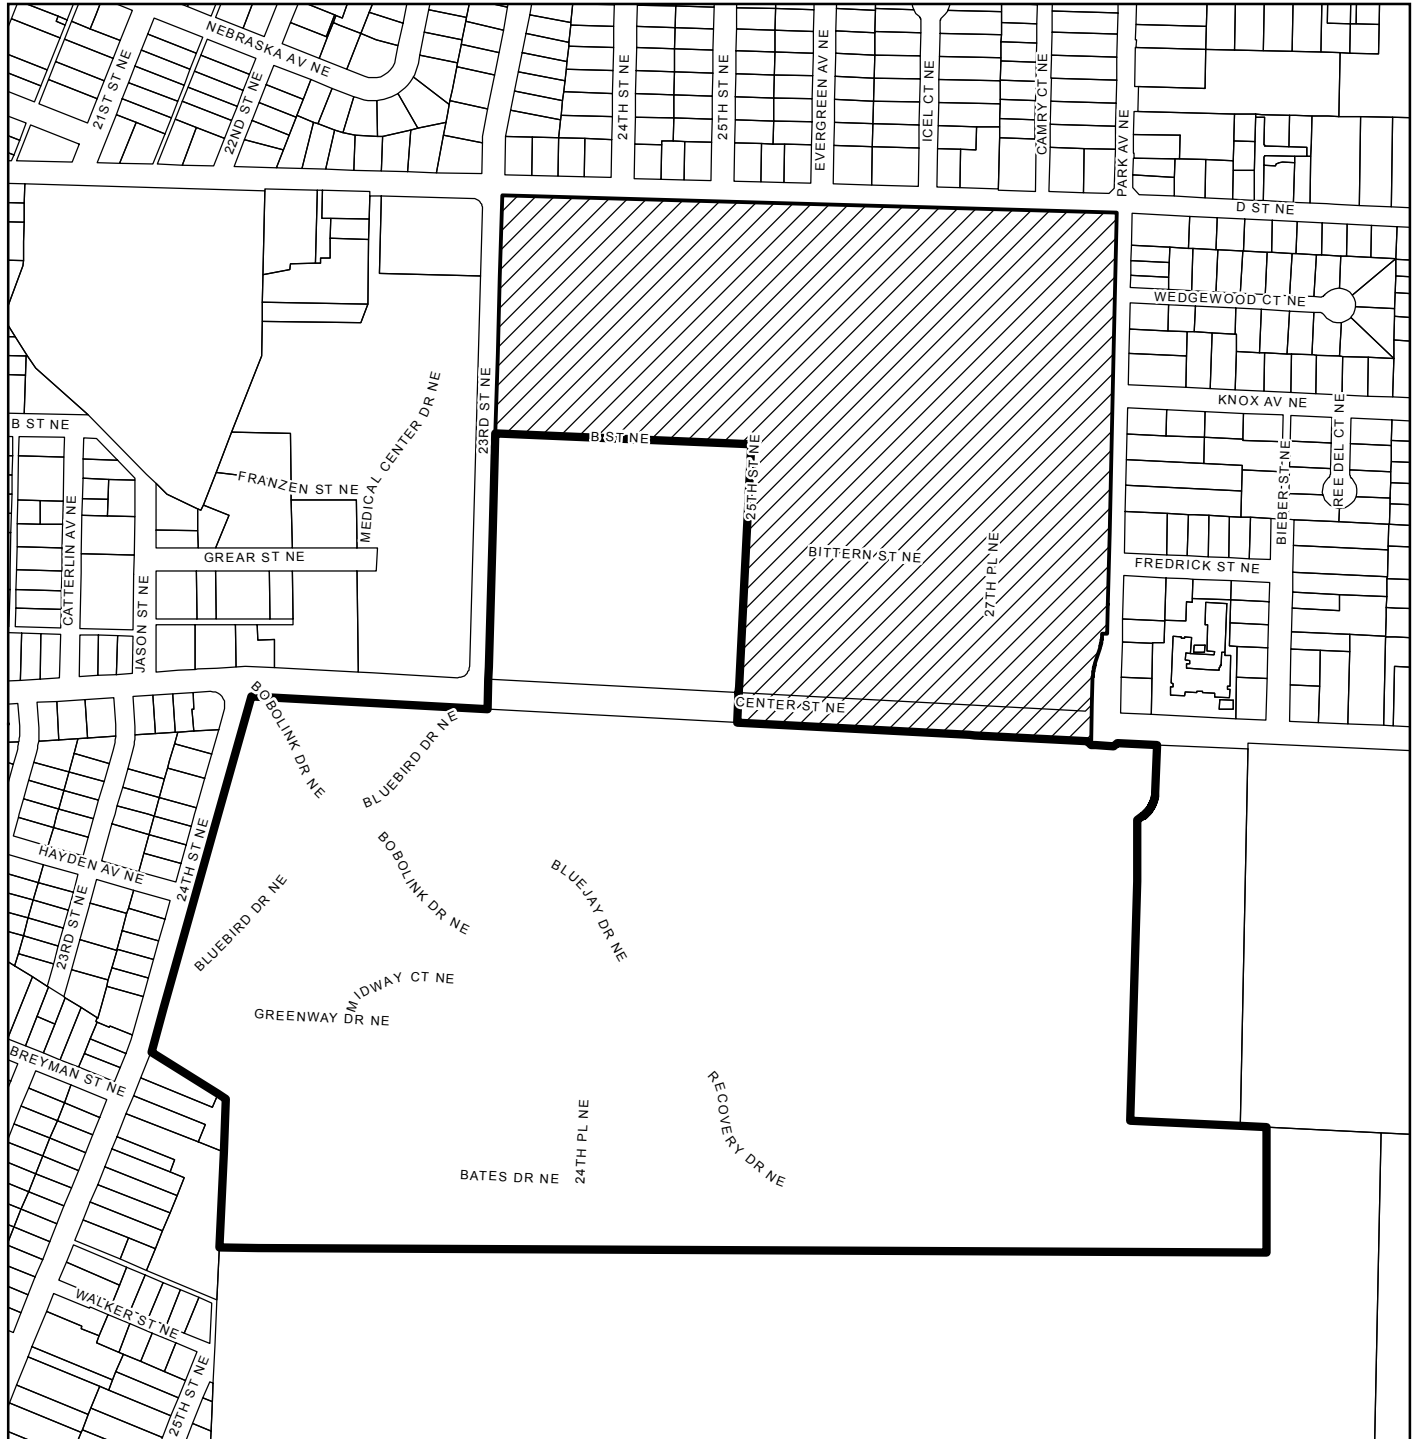 NEBRASKA AV NE
21ST ST NE
22ND ST NE
24TH ST NE
25TH ST NE
EVERGREEN AV NE
ICEL CT NE
CAMRY CT NE
PARK AV NE
D ST NE
WEDGEWOOD CT NE
KNOX AV NE
REE DEL CT NE
BIEBER ST NE
FREDRICK ST NE
23RD ST NE
MEDICAL CENTER DR NE
B ST NE
B ST NE
25TH ST NE
FRANZEN ST NE
GREAR ST NE
CATTERLIN AV NE
JASON ST NE
BITTERN ST NE
27TH PL NE
CENTER ST NE
BOBOLINK DR NE
BLUEBIRD DR NE
BOBOLINK DR NE
BLUEJAY DR NE
24TH ST NE
HAYDEN AV NE
23RD ST NE
BLUEBIRD DR NE
MIDWAY CT NE
GREENWAY DR NE
BREYMAN ST NE
RECOVERY DR NE
24TH PL NE
BATES DR NE
WALKER ST NE
25TH ST NE